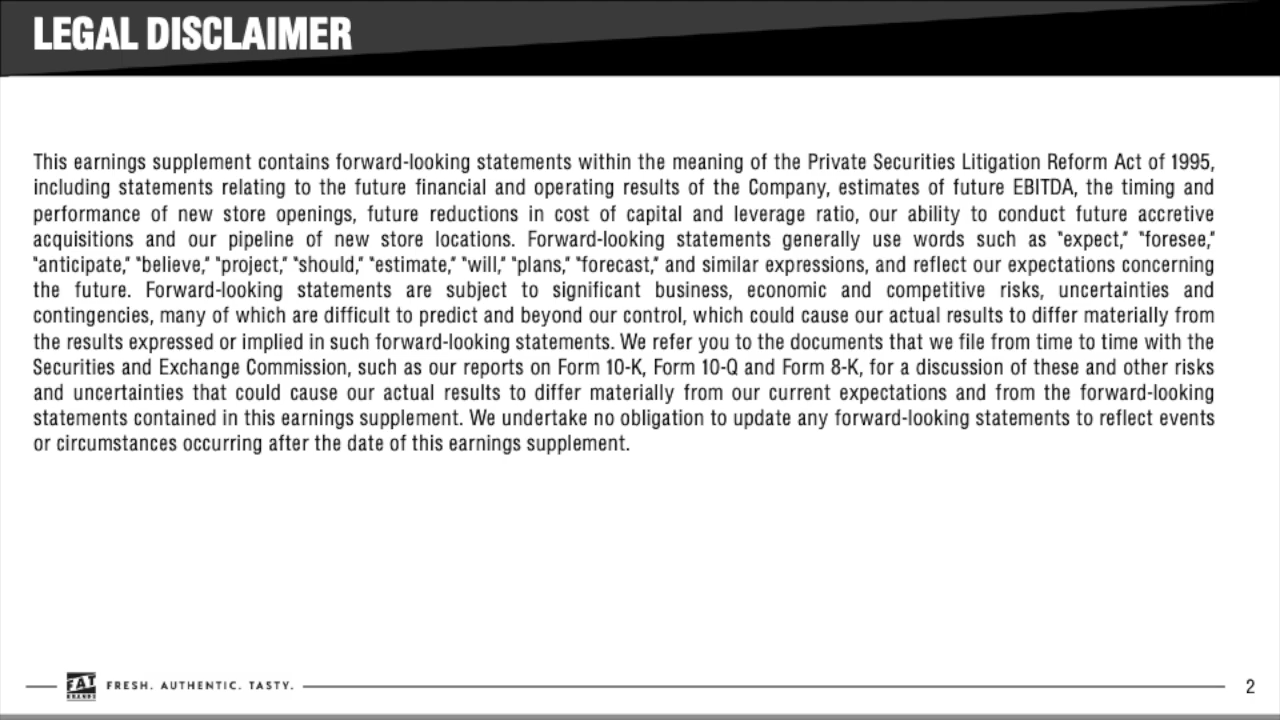 LEGAL DISCLAIMER
This earnings supplement contains forward-looking statements within the meaning of the Private Securities Litigation Reform Act of 1995,
including statements relating to the future financial and operating results of the Company, estimates of future EBITDA, the timing and
performance of new store openings, future reductions in cost of capital and leverage ratio, our ability to conduct future accretive
acquisitions and our pipeline of new store locations. Forward-looking statements generally use words such as "expect," "foresee,"
"anticipate," "believe," "project," "should," "estimate," "will," "plans," "forecast," and similar expressions, and reflect our expectations concerning
the future. Forward-looking statements are subject to significant business, economic and competitive risks, uncertainties and
contingencies, many of which are difficult to predict and beyond our control, which could cause our actual results to differ materially from
the results expressed or implied in such forward-looking statements. We refer you to the documents that we file from time to time with the
Securities and Exchange Commission, such as our reports on Form 10-K, Form 10-Q and Form 8-K, for a discussion of these and other risks
and uncertainties that could cause our actual results to differ materially from our current expectations and from the forward-looking
statements contained in this earnings supplement. We undertake no obligation to update any forward-looking statements to reflect events
or circumstances occurring after the date of this earnings supplement.
FAT
BRANDS
FRESH. AUTHENTIC. TASTY.
2